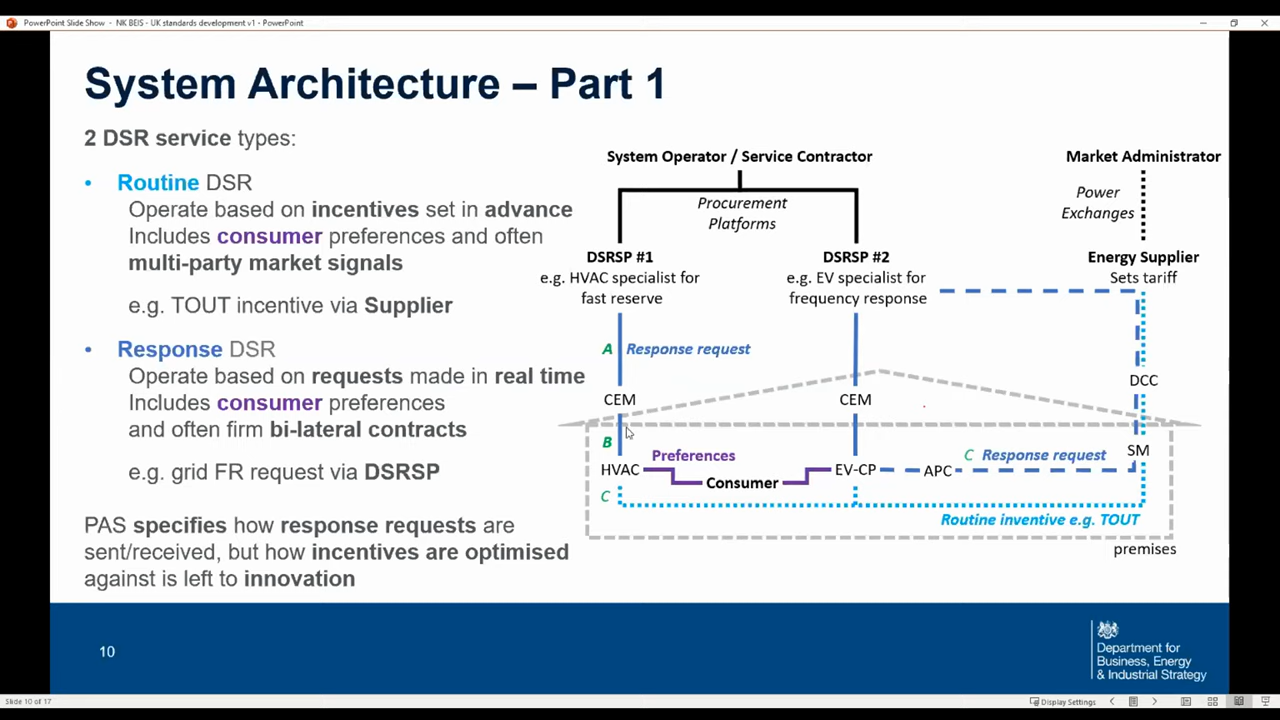 PowerPoint Slide Show - NK BEIS - UK standards development v1 - PowerPoint
System Architecture – Part 1
2 DSR service types:
• Routine DSR
Operate based on incentives set in advance
Includes consumer preferences and often
multi-party market signals
e.g. TOUT incentive via Supplier
• Response DSR
Operate based on requests made in real time
Includes consumer preferences
and often firm bi-lateral contracts
e.g. grid FR request via DSRSP
PAS specifies how response requests are
sent/received, but how incentives are optimised
against is left to innovation
System Operator / Service Contractor
Market Administrator
Procurement
Platforms
Power
Exchanges
DSRSP #1
e.g. HVAC specialist for
fast reserve
DSRSP #2
e.g. EV specialist for
frequency response
Energy Supplier
Sets tariff
A Response request
DCC
CEM
CEM
B
Preferences
C Response request
SM
HVAC
Consumer
EV-CP
APC
C
Routine inventive e.g. TOUT
premises
10
Department for
Business, Energy
& Industrial Strategy
Slide 10 of 17
Display Settings